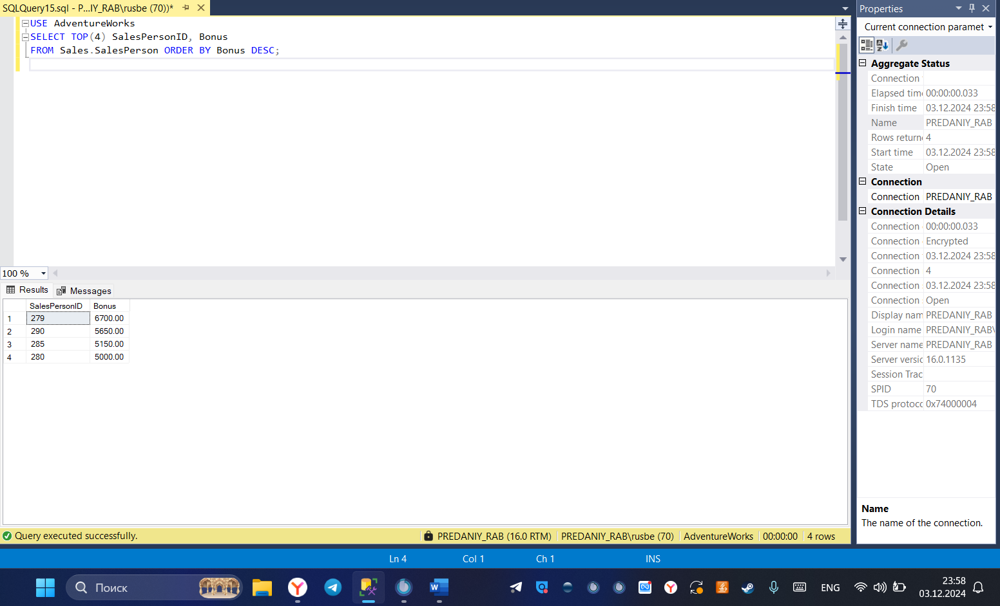 SQLQuery15.sql - P...IY_RAB\rusbe (70))*
USE AdventureWorks
SELECT TOP(4) SalesPersonID, Bonus
FROM Sales.SalesPerson ORDER BY Bonus DESC;
100 %
Results Messages
SalesPersonID Bonus
1 279 6700.00
2 290 5650.00
3 285 5150.00
4 280 5000.00
Query executed successfully.
PREDANIY_RAB (16.0 RTM) PREDANIY_RAB\rusbe (70) AdventureWorks 00:00:00 4 rows
Properties
Current connection paramet
Aggregate Status
Connection
Elapsed time 00:00:00.033
Finish time 03.12.2024 23:58
Name PREDANIY_RAB
Rows return 4
Start time 03.12.2024 23:58
State Open
Connection
Connection PREDANIY_RAB
Connection Details
Connection 00:00:00.033
Connection Encrypted
Connection 03.12.2024 23:58
Connection 4
Connection 03.12.2024 23:58
Connection Open
Display nam PREDANIY_RAB
Login name PREDANIY_RAB\
Server name PREDANIY_RAB
Server versic 16.0.1135
Session Trac
SPID 70
TDS protocc 0x74000004
Name
The name of the connection.
Ln 4 Col 1 Ch 1 INS
Поиск
ENG
23:58
03.12.2024